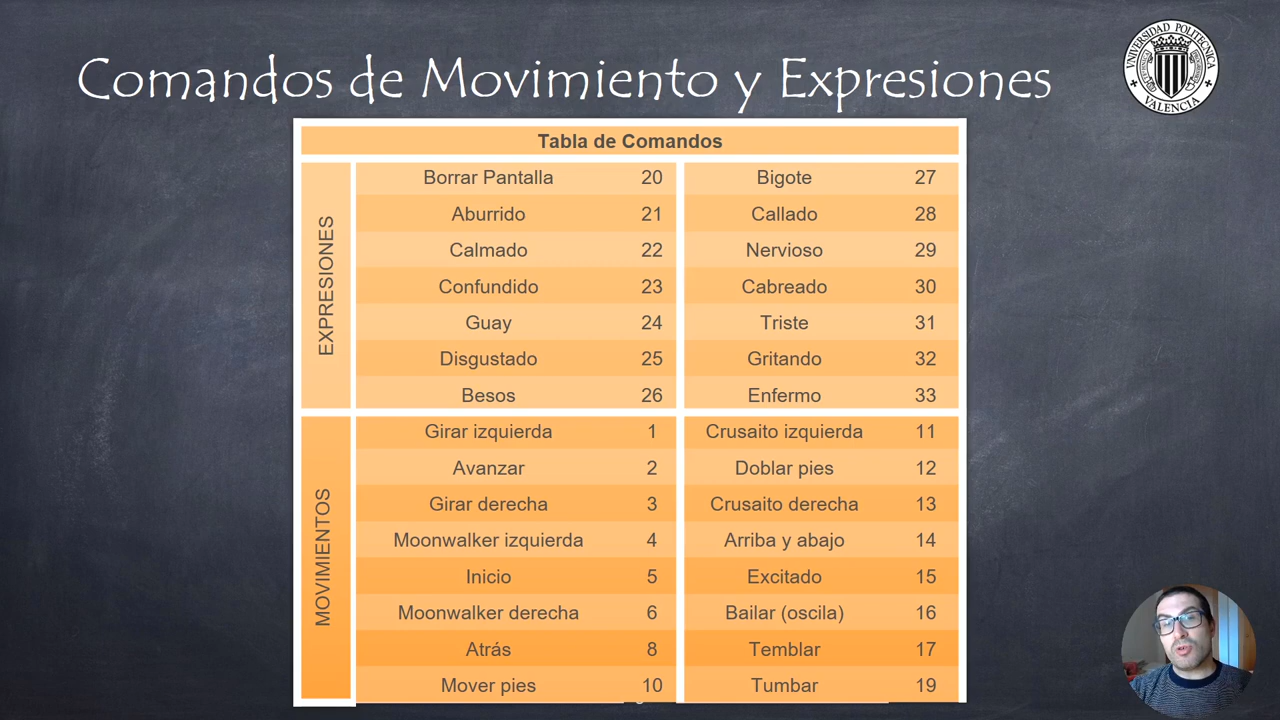 Comandos de Movimiento y Expresiones
UNIVERSIDAD POLITECNICA
VALENCIA
Tabla de Comandos
EXPRESIONES
Borrar Pantalla 20 Bigote 27
Aburrido 21 Callado 28
Calmado 22 Nervioso 29
Confundido 23 Cabreado 30
Guay 24 Triste 31
Disgustado 25 Gritando 32
Besos 26 Enfermo 33
MOVIMIENTOS
Girar izquierda 1 Crusaito izquierda 11
Avanzar 2 Doblar pies 12
Girar derecha 3 Crusaito derecha 13
Moonwalker izquierda 4 Arriba y abajo 14
Inicio 5 Excitado 15
Moonwalker derecha 6 Bailar (oscila) 16
Atrás 8 Temblar 17
Mover pies 10 Tumbar 19